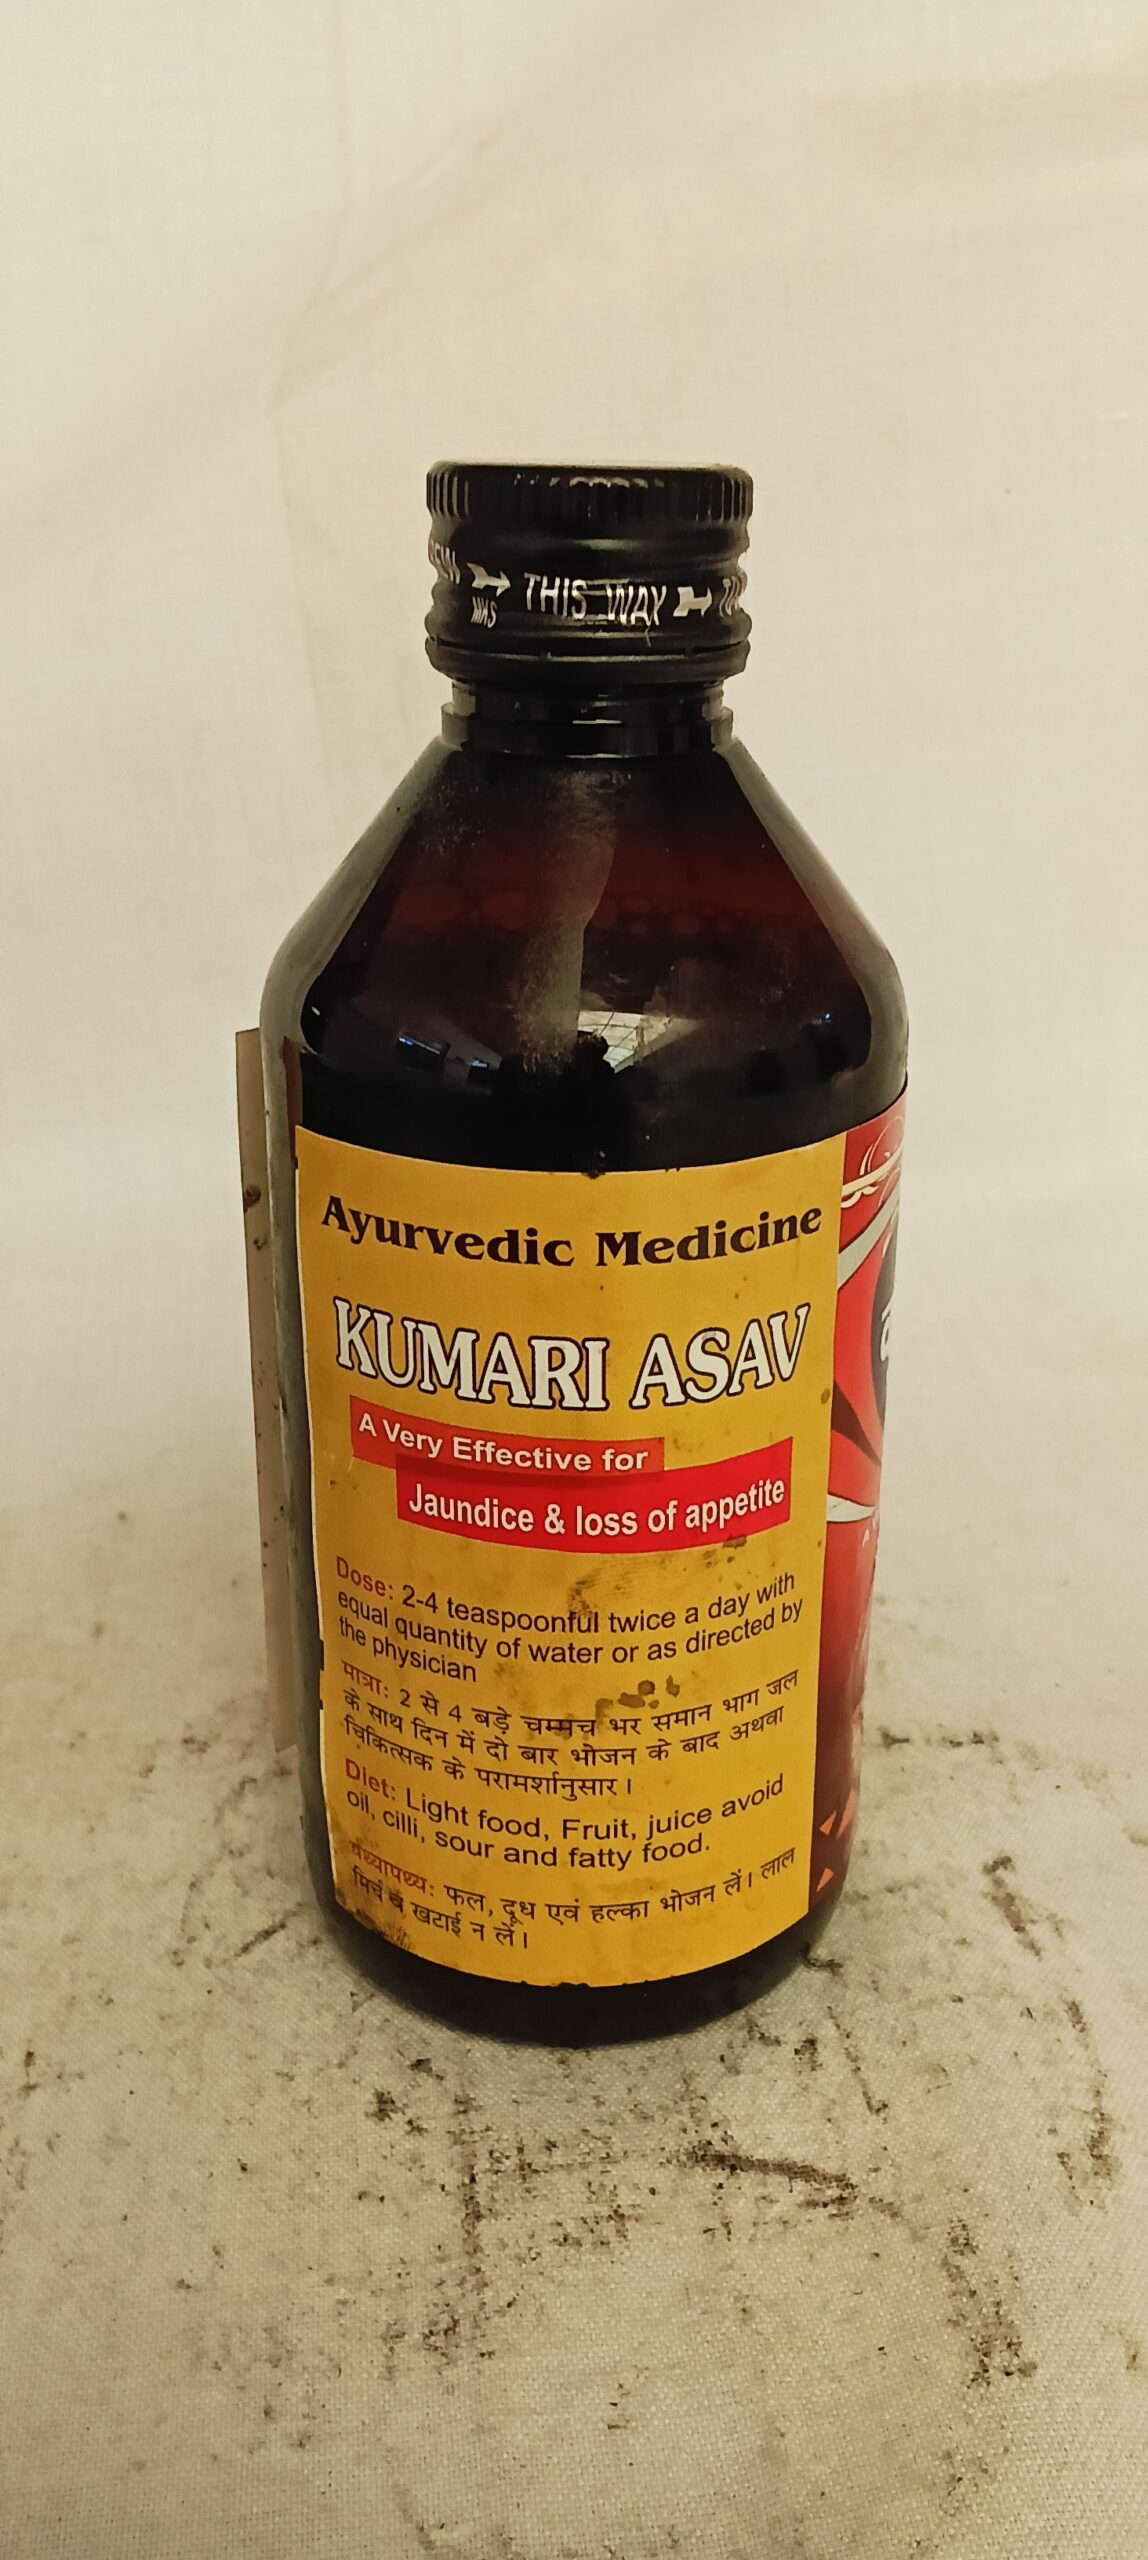 THIS WAY
MKS
Ayurvedic Medicine
KUMARI ASAV
A Very Effective for
Jaundice & loss of appetite
Dose: 2-4 teaspoonful twice a day with
equal quantity of water or as directed by
the physician
मात्रा: 2 से 4 बड़े चम्मच भर समान भाग जल
के साथ दिन में दो बार भोजन के बाद अथवा
चिकित्सक के परामर्शानुसार।
Diet: Light food, Fruit, juice avoid
oil, cilli, sour and fatty food.
पथ्यापथ्य: फल, दूध एवं हल्का भोजन लें। लाल
मिर्च व खटाई न लें।